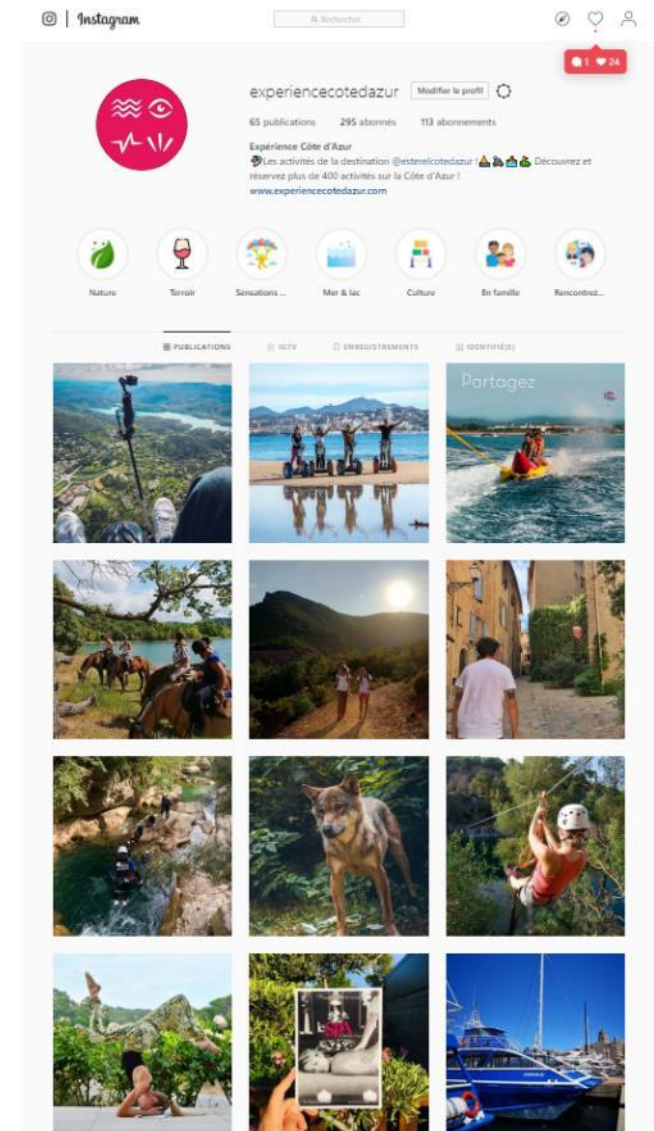 Instagram
Rechercher
1 24
experiencecotedazur Modifier le profil
65 publications 295 abonnés 113 abonnements
Expérience Côte d'Azur
Les activités de la destination @esterelcotedazur ! Découvrez et
réservez plus de 400 activités sur la Côte d'Azur !
www.experiencecotedazur.com
Nature Terroir Sensations ... Mer & lac Culture En famille Rencontrez...
PUBLICATIONS IGTV ENREGISTREMENTS IDENTIFIÉ(E)
Partagez
SPA